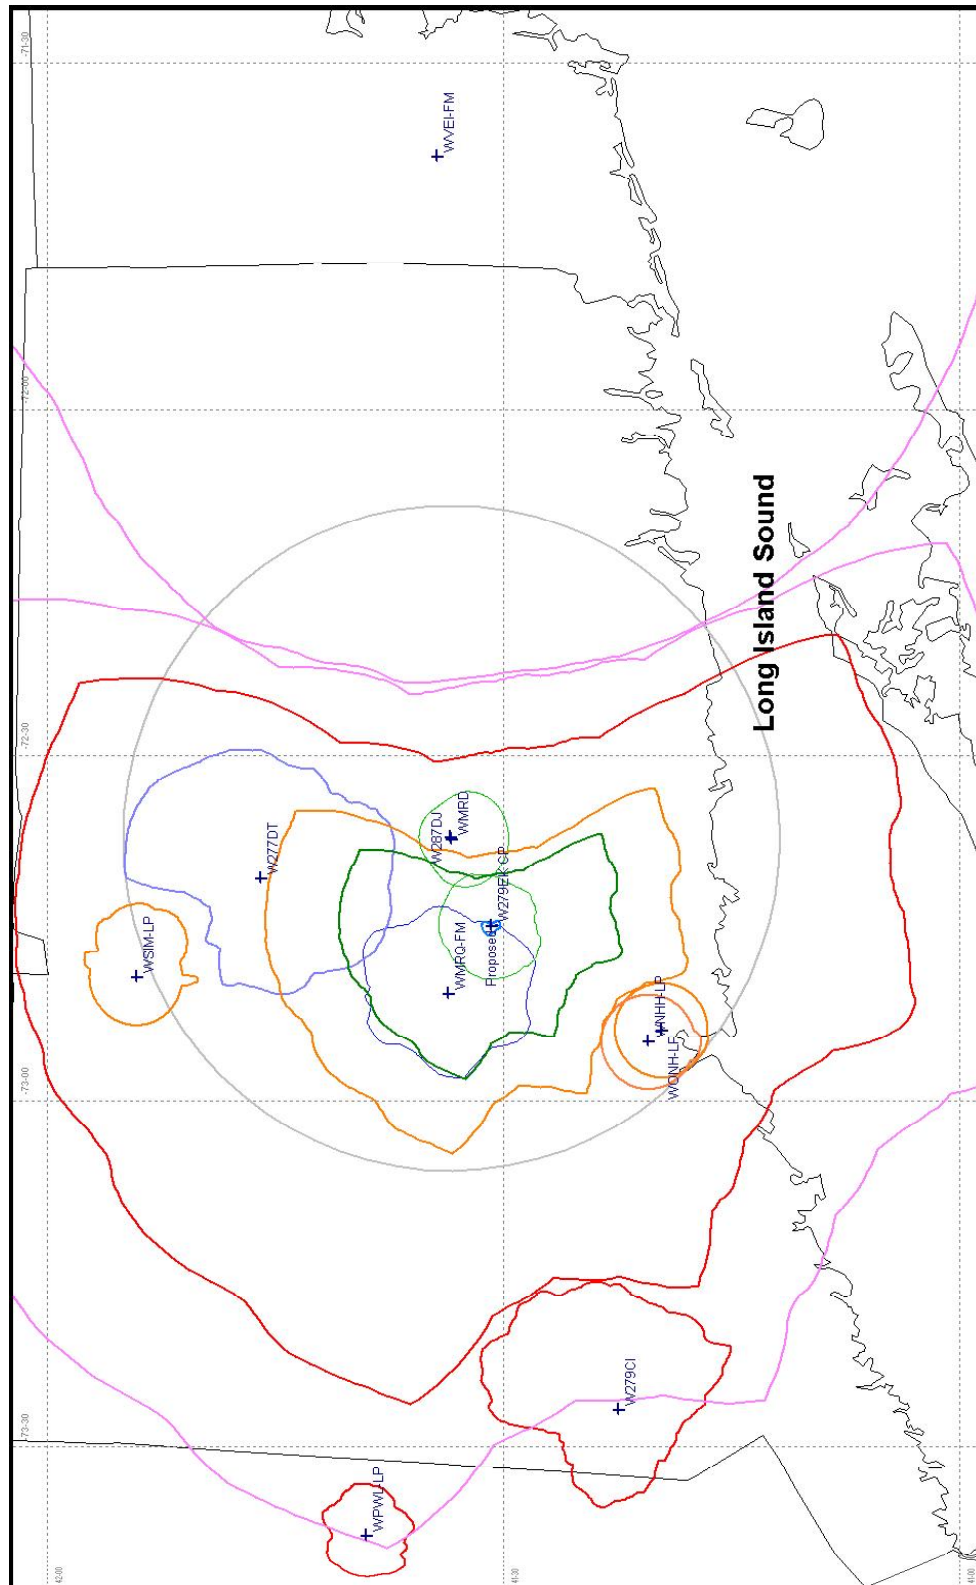 -71-30
WVEI-FM
-72-00
Long Island Sound
-72-30
W277DT
W287DJ
WMRD
W279EK-CP
Proposed
WMRQ-FM
WSIM-LP
WNHH-LP
WONH-LP
-73-00
W279CI
-73-30
WPWL-LP
42-00
41-30
41-00